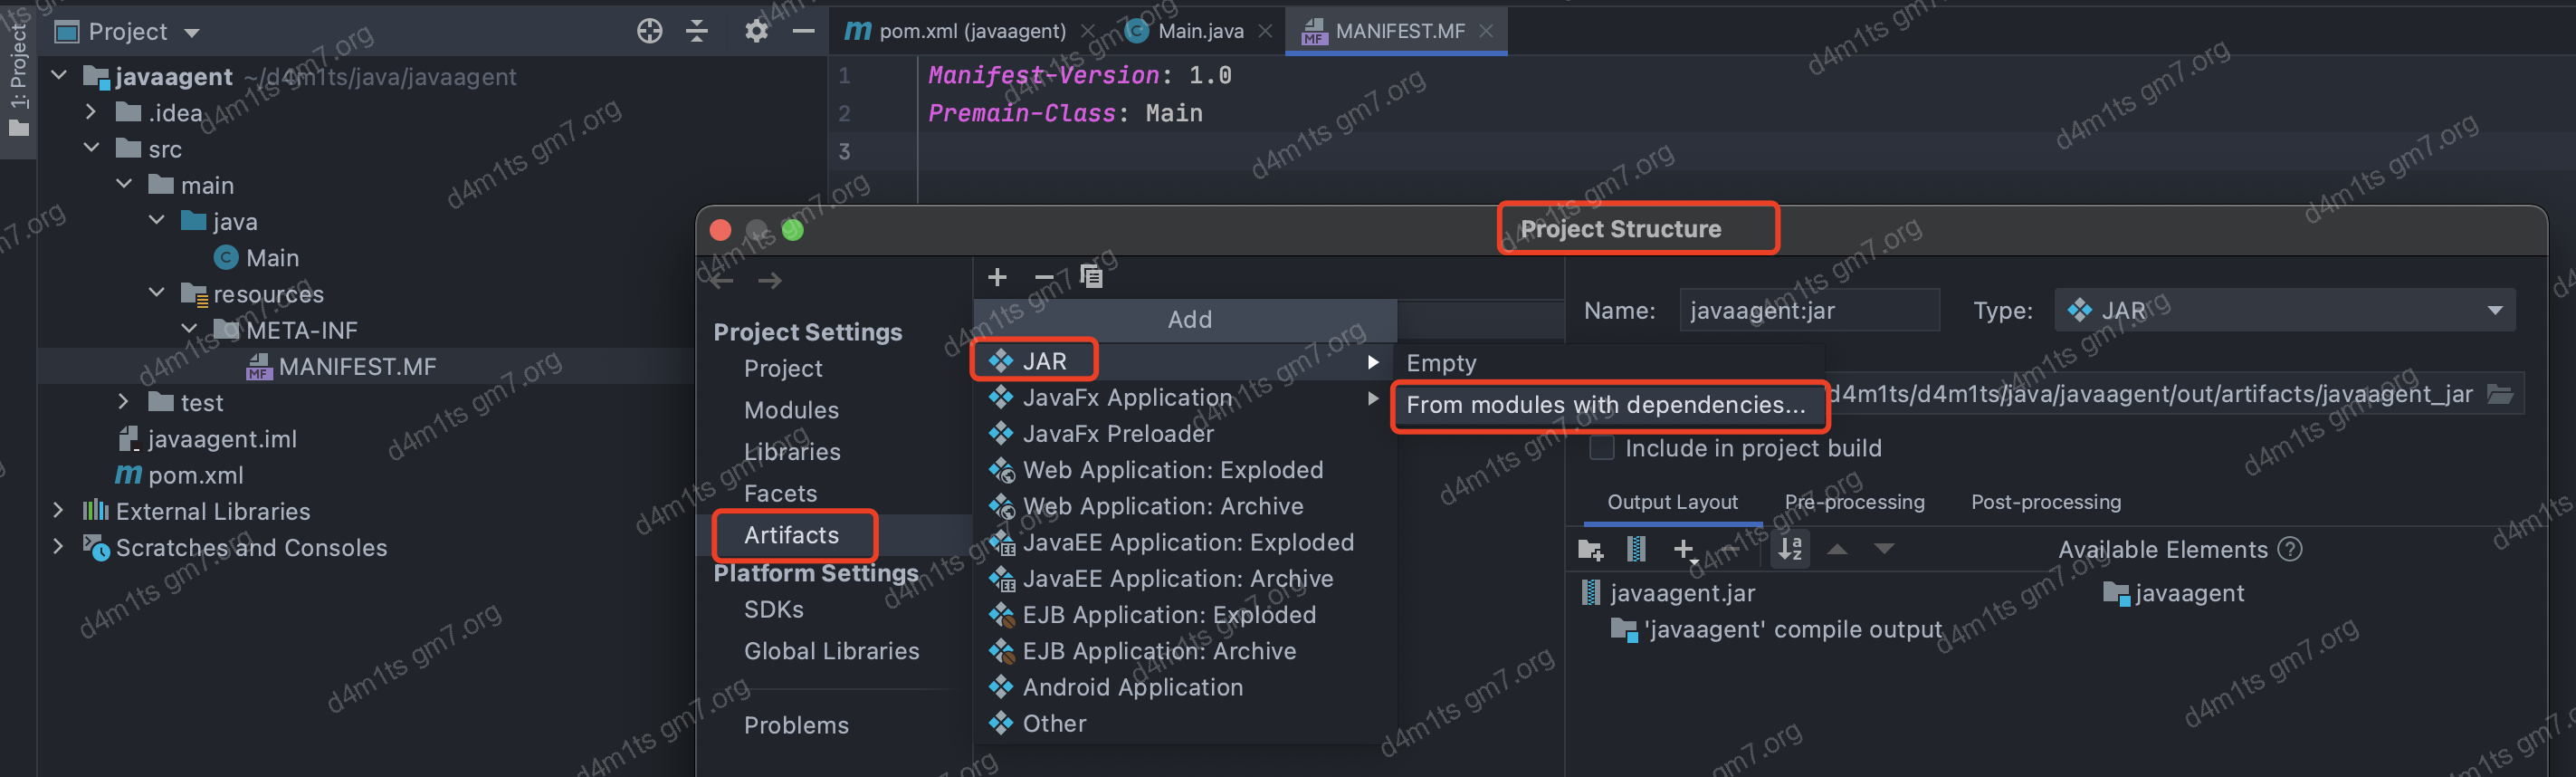 1: Project
Project
javaagent ~/d4m1ts/java/javaagent
.idea
src
main
java
Main
resources
META-INF
MANIFEST.MF
test
javaagent.iml
pom.xml
External Libraries
Scratches and Consoles
pom.xml (javaagent)
Main.java
MANIFEST.MF
1 Manifest-Version: 1.0
2 Premain-Class: Main
3
Project Structure
Project Settings
Project
Modules
Libraries
Facets
Artifacts
Platform Settings
SDKs
Global Libraries
Problems
Add
JAR
JavaFx Application
JavaFx Preloader
Web Application: Exploded
Web Application: Archive
JavaEE Application: Exploded
JavaEE Application: Archive
EJB Application: Exploded
EJB Application: Archive
Android Application
Other
Empty
From modules with dependencies...
Name: javaagent:jar Type: JAR
d4m1ts/d4m1ts/java/javaagent/out/artifacts/javaagent_jar
Include in project build
Output Layout Pre-processing Post-processing
Available Elements
javaagent.jar
'javaagent' compile output
javaagent
d4m1ts gm7.org